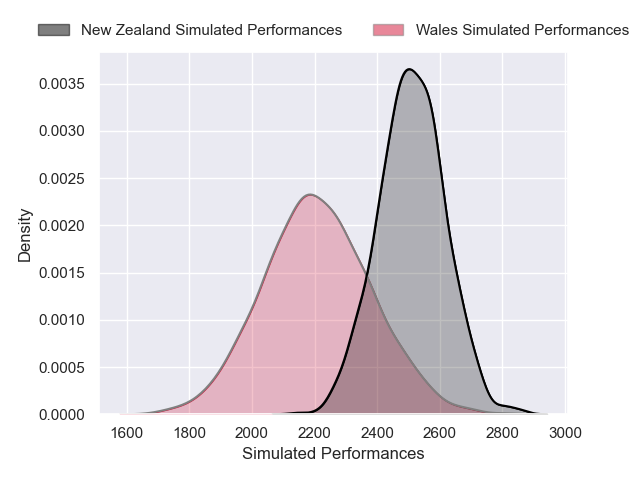 New Zealand Simulated Performances
Wales Simulated Performances
0.0035
0.0030
0.0025
0.0020
0.0015
0.0010
0.0005
0.0000
Density
1600 1800 2000 2200 2400 2600 2800 3000
Simulated Performances